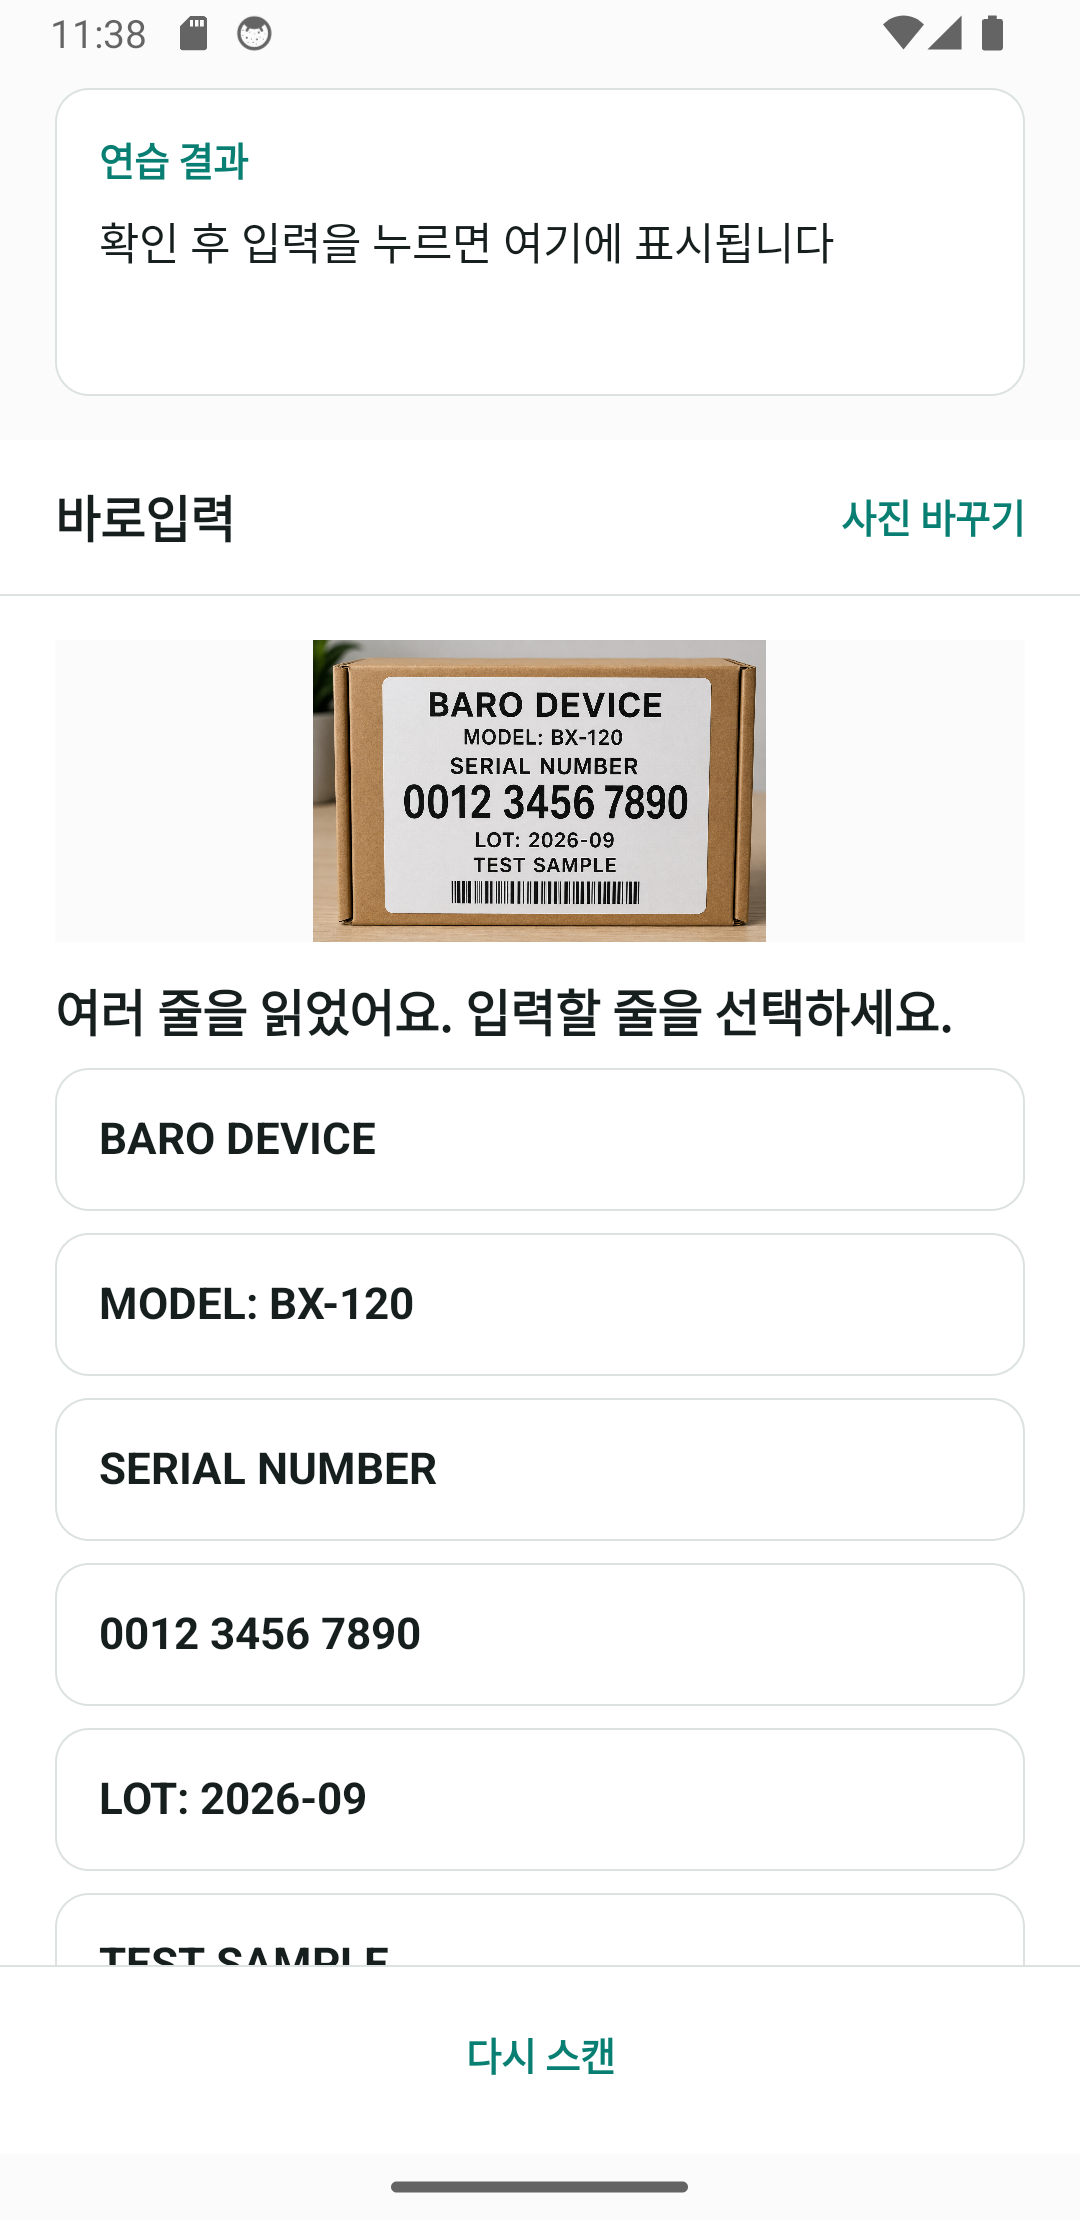 11:38
연습 결과
확인 후 입력을 누르면 여기에 표시됩니다
바로입력
사진 바꾸기
BARO DEVICE
MODEL: BX-120
SERIAL NUMBER
0012 3456 7890
LOT: 2026-09
TEST SAMPLE
여러 줄을 읽었어요. 입력할 줄을 선택하세요.
BARO DEVICE
MODEL: BX-120
SERIAL NUMBER
0012 3456 7890
LOT: 2026-09
TEST SAMPLE
다시 스캔